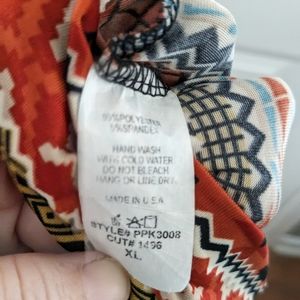 95% POLYESTER
5% SPANDEX
HAND WASH
WITH COLD WATER
DO NOT BLEACH
HANG OR LINE DRY
MADE IN U.S.A
STYLE# PPK3008
CUT# 1496
XL